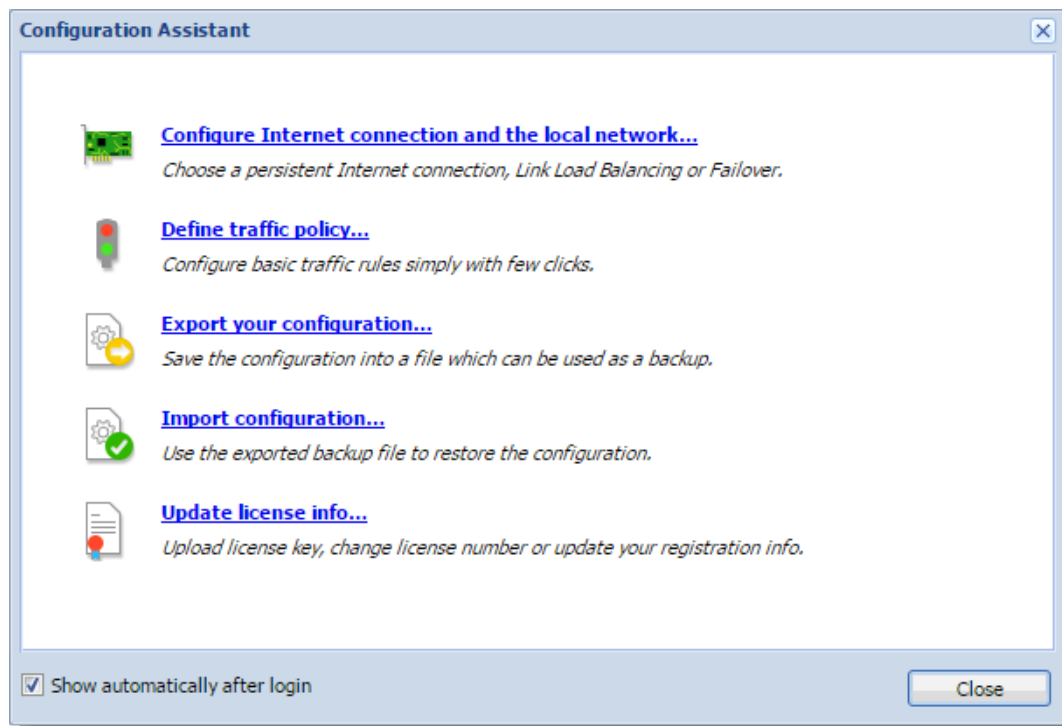 Configuration Assistant
Configure Internet connection and the local network...
Choose a persistent Internet connection, Link Load Balancing or Failover.
Define traffic policy...
Configure basic traffic rules simply with few clicks.
Export your configuration...
Save the configuration into a file which can be used as a backup.
Import configuration...
Use the exported backup file to restore the configuration.
Update license info...
Upload license key, change license number or update your registration info.
Show automatically after login
Close